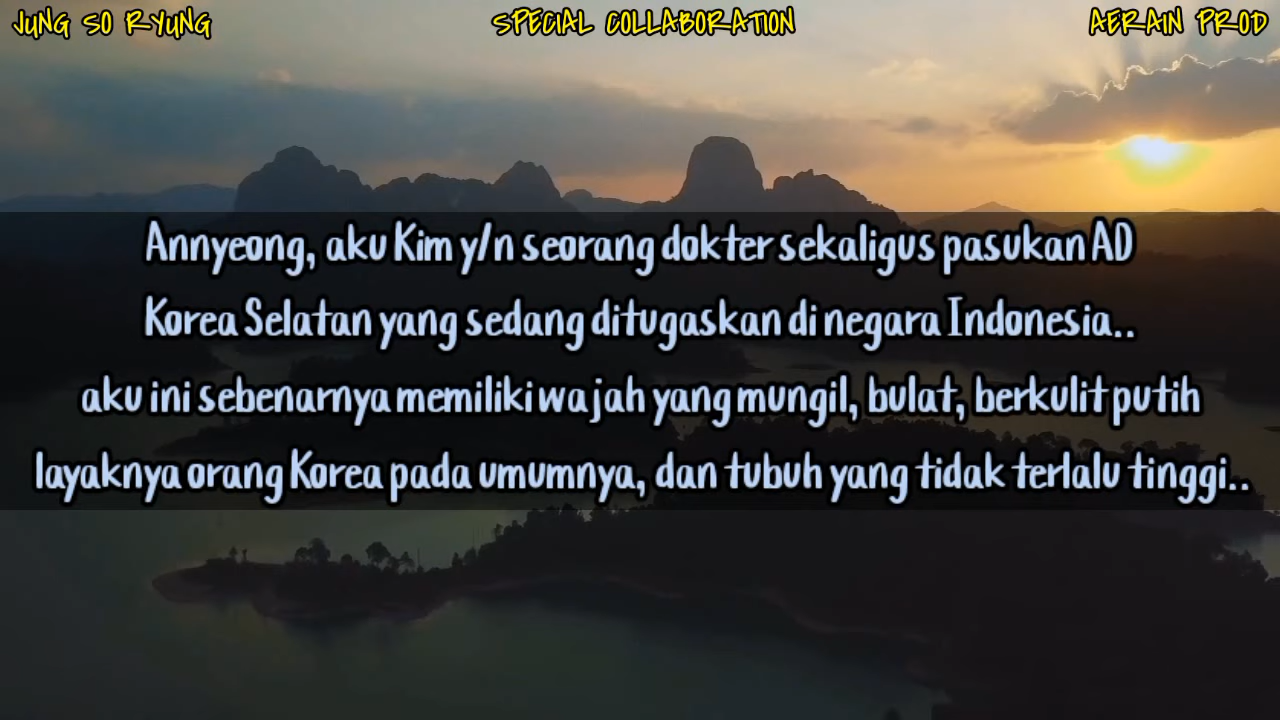 JUNG SO RYUNG
SPECIAL COLLABORATION
AERAIN PROD
Annyeong, aku Kim y/n seorang dokter sekaligus pasukan AD
Korea Selatan yang sedang ditugaskan di negara Indonesia..
aku ini sebenarnya memiliki wajah yang mungil, bulat, berkulit putih
layaknya orang Korea pada umumnya, dan tubuh yang tidak terlalu tinggi..